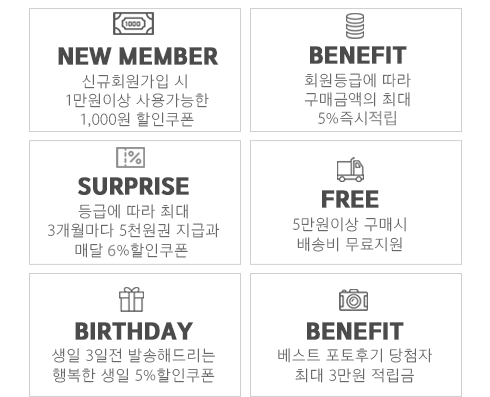 1000
NEW MEMBER
신규회원가입 시
1만원이상 사용가능한
1,000원 할인쿠폰
BENEFIT
회원등급에 따라
구매금액의 최대
5%즉시적립
%
SURPRISE
등급에 따라 최대
3개월마다 5천원권 지급과
매달 6%할인쿠폰
FREE
5만원이상 구매시
배송비 무료지원
BIRTHDAY
생일 3일전 발송해드리는
행복한 생일 5%할인쿠폰
BENEFIT
베스트 포토후기 당첨자
최대 3만원 적립금